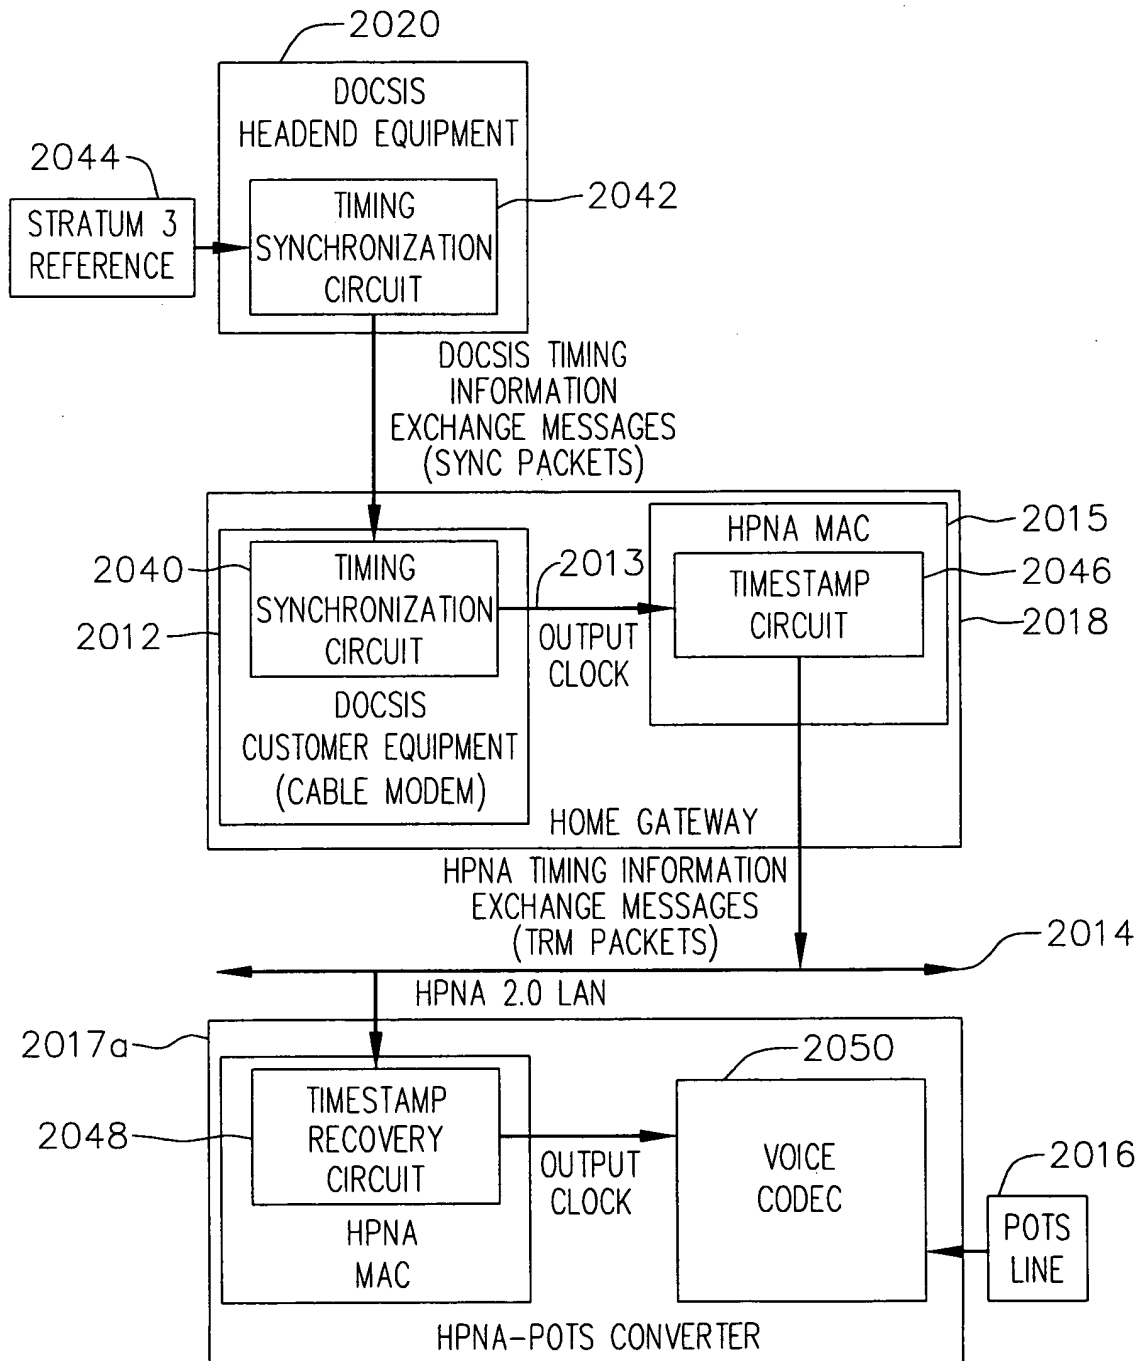 2020
DOCSIS
HEADEND EQUIPMENT
2044
STRATUM 3
REFERENCE
2042
TIMING
SYNCHRONIZATION
CIRCUIT
DOCSIS TIMING
INFORMATION
EXCHANGE MESSAGES
(SYNC PACKETS)
2015
HPNA MAC
2040
TIMING
SYNCHRONIZATION
CIRCUIT
2013
OUTPUT
CLOCK
2046
TIMESTAMP
CIRCUIT
2018
2012
DOCSIS
CUSTOMER EQUIPMENT
(CABLE MODEM)
HOME GATEWAY
HPNA TIMING INFORMATION
EXCHANGE MESSAGES
(TRM PACKETS)
2014
HPNA 2.0 LAN
2017a
2050
TIMESTAMP
RECOVERY
CIRCUIT
2048
OUTPUT
CLOCK
VOICE
CODEC
2016
POTS
LINE
HPNA
MAC
HPNA-POTS CONVERTER